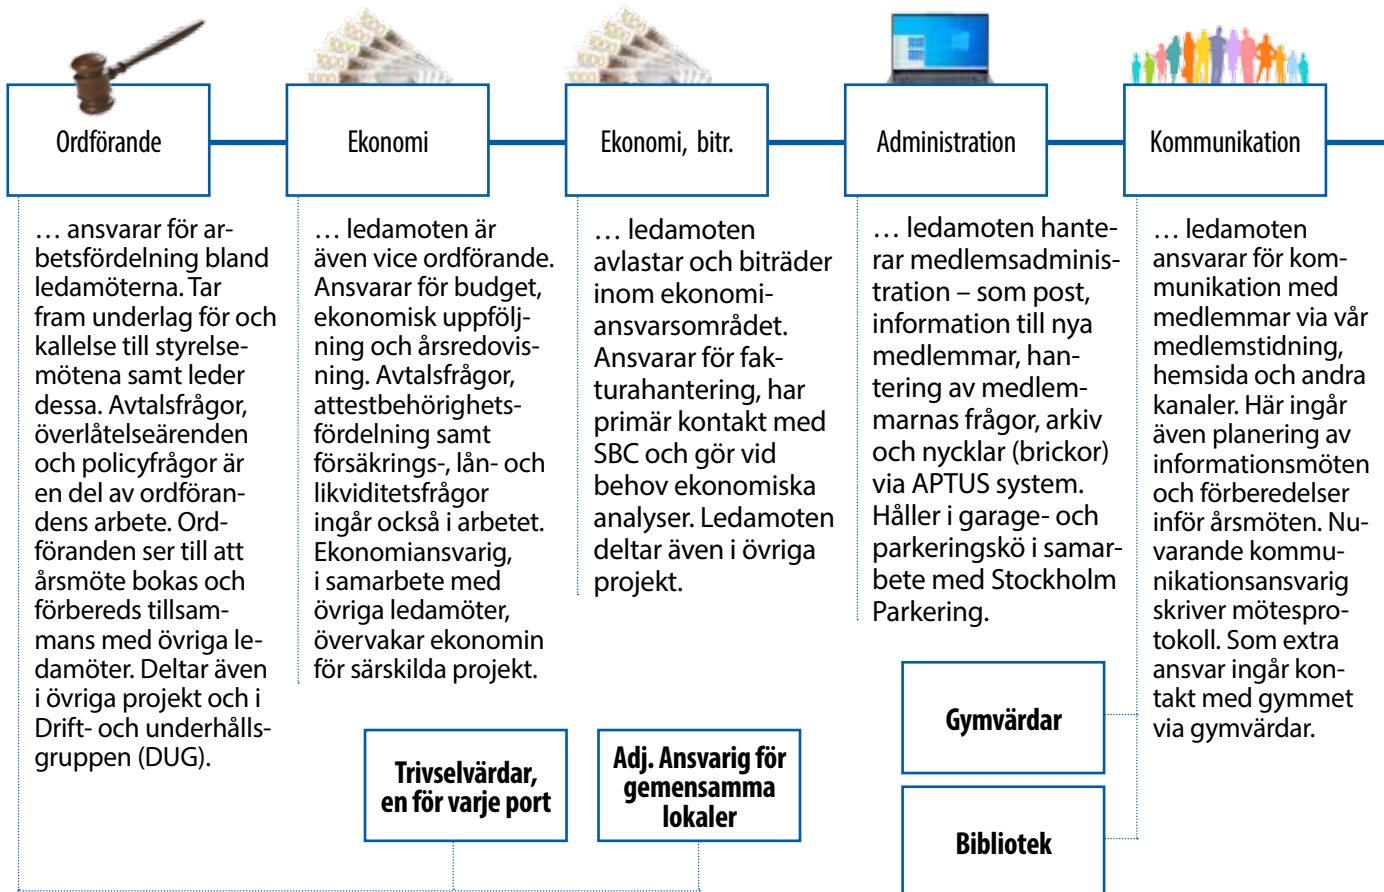 Ordförande
… ansvarar för ar-
betsfördelning bland
ledamöterna. Tar
fram underlag för och
kallelse till styrelse-
mötena samt leder
dessa. Avtalsfrågor,
överlåtelseärenden
och policyfrågor är
en del av ordföran-
dens arbete. Ord-
föranden ser till att
årsmöte bokas och
förbereds tillsam-
mans med övriga le-
damöter. Deltar även
i övriga projekt och i
Drift- och underhålls-
gruppen (DUG).
Ekonomi
… ledamoten är
även vice ordförande.
Ansvarar för budget,
ekonomisk uppfölj-
ning och årsredovis-
ning. Avtalsfrågor,
attestbehörighets-
fördelning samt
försäkrings-, lån- och
likviditetsfrågor
ingår också i arbetet.
Ekonomiansvarig,
i samarbete med
övriga ledamöter,
övervakar ekonomin
för särskilda projekt.
Ekonomi, bitr.
… ledamoten
avlastar och biträder
inom ekonomi-
ansvarsområdet.
Ansvarar för fak-
turahantering, har
primär kontakt med
SBC och gör vid
behov ekonomiska
analyser. Ledamoten
deltar även i övriga
projekt.
Administration
… ledamoten hante-
rar medlemsadminis-
tration – som post,
information till nya
medlemmar, han-
tering av medlem-
marnas frågor, arkiv
och nycklar (brickor)
via APTUS system.
Håller i garage- och
parkeringskö i samar-
bete med Stockholm
Parkering.
Kommunikation
… ledamoten
ansvarar för kom-
munikation med
medlemmar via vår
medlemstidning,
hemsida och andra
kanaler. Här ingår
även planering av
informationsmöten
och förberedelser
inför årsmöten. Nu-
varande kommu-
nikationsansvarig
skriver mötespro-
tokoll. Som extra
ansvar ingår kon-
takt med gymmet
via gymvärdar.
Trivselvärdar,
en för varje port
Adj. Ansvarig för
gemensamma
lokaler
Gymvärdar
Bibliotek